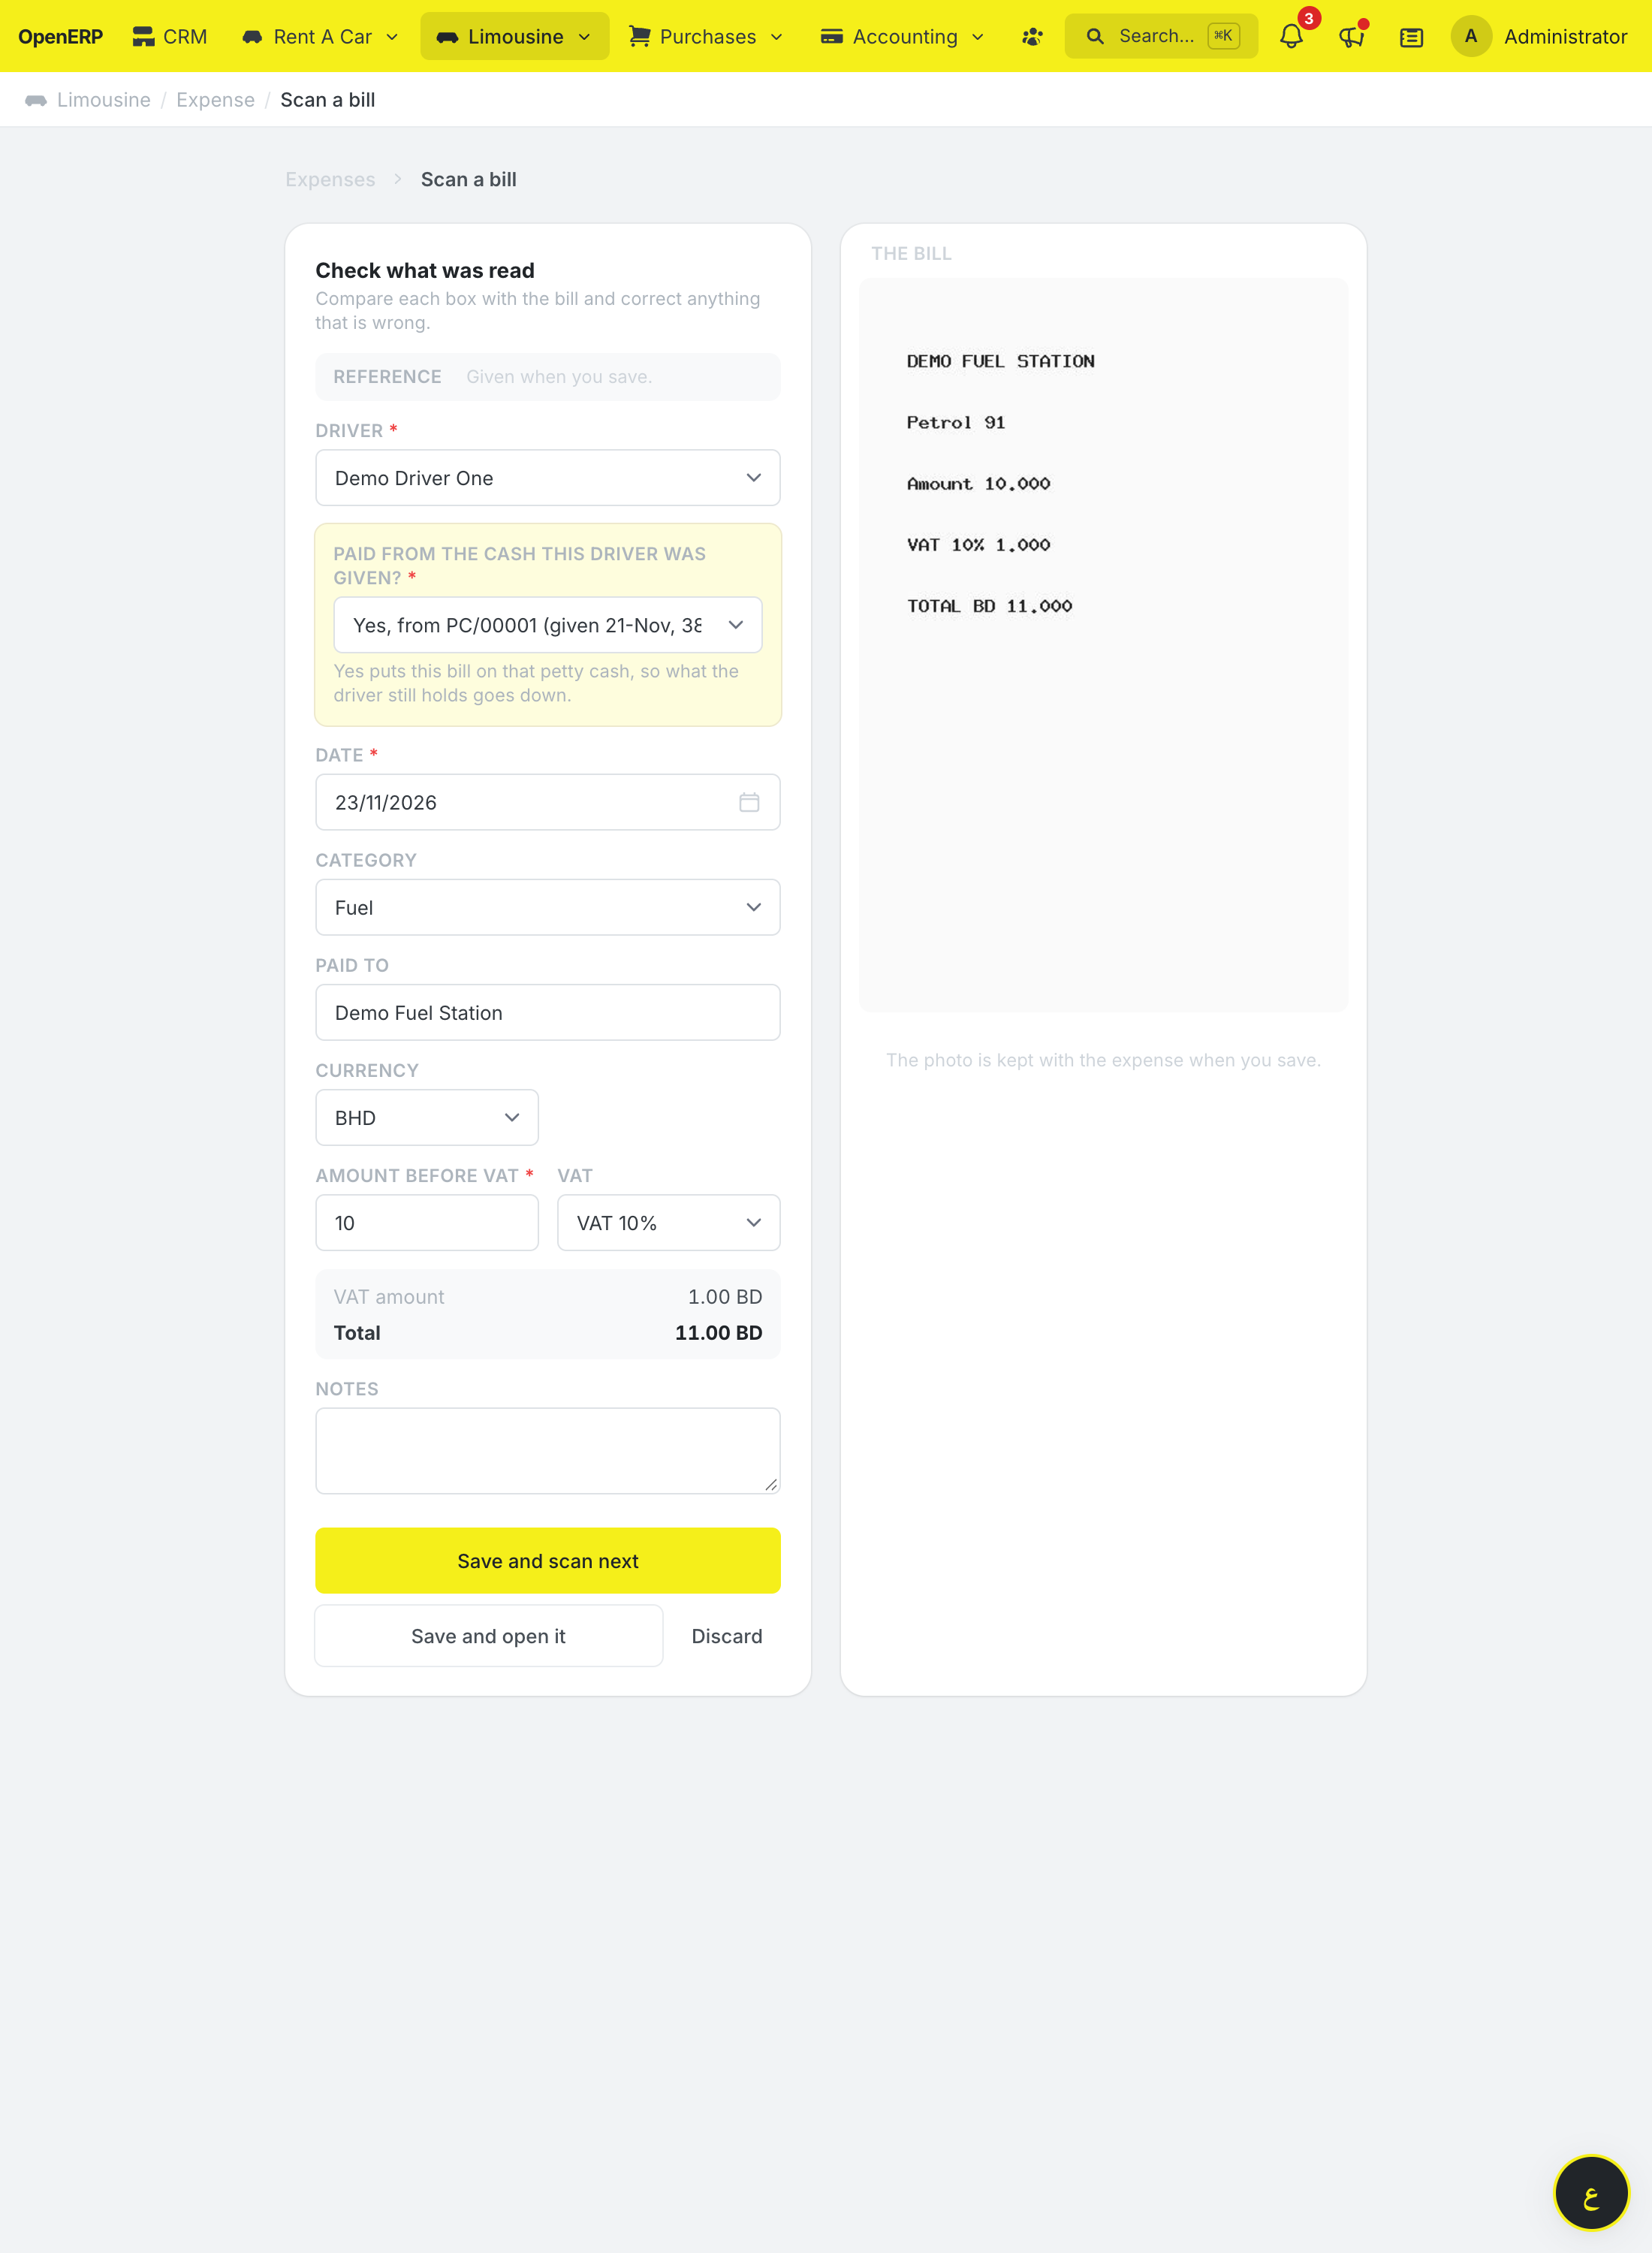 OpenERP
CRM
Rent A Car
Limousine
Purchases
Accounting
Search... ⌘K
3
A
Administrator
Limousine / Expense / Scan a bill
Expenses > Scan a bill
Check what was read
Compare each box with the bill and correct anything
that is wrong.
REFERENCE Given when you save.
DRIVER *
Demo Driver One
PAID FROM THE CASH THIS DRIVER WAS
GIVEN? *
Yes, from PC/00001 (given 21-Nov, 38
Yes puts this bill on that petty cash, so what the
driver still holds goes down.
DATE *
23/11/2026
CATEGORY
Fuel
PAID TO
Demo Fuel Station
CURRENCY
BHD
AMOUNT BEFORE VAT * VAT
10 VAT 10%
VAT amount 1.00 BD
Total 11.00 BD
NOTES
Save and scan next
Save and open it Discard
THE BILL
DEMO FUEL STATION
Petrol 91
Amount 10.000
VAT 10% 1.000
TOTAL BD 11.000
The photo is kept with the expense when you save.
ع